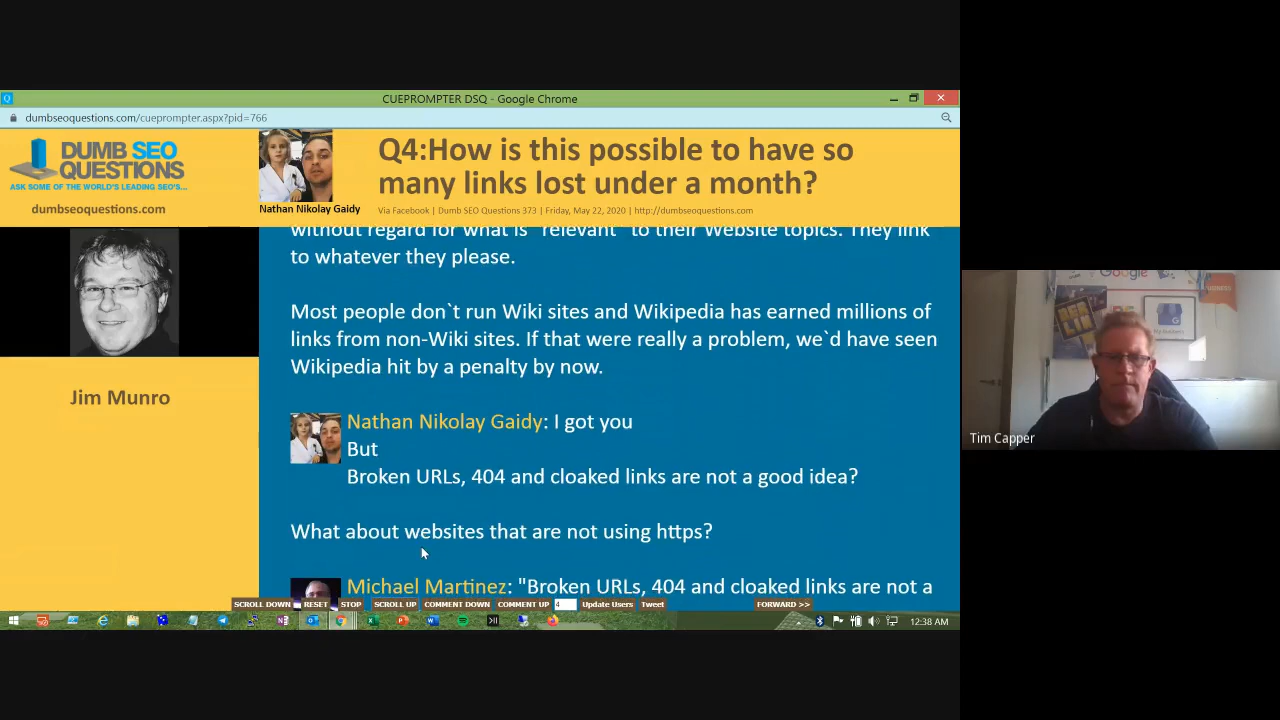 CUEPROMPTER DSQ - Google Chrome
dumbseoquestions.com/cueprompter.aspx?pid=766
DUMB SEO
QUESTIONS
ASK SOME OF THE WORLD'S LEADING SEO'S...
dumbseoquestions.com
Nathan Nikolay Gaidy
Q4:How is this possible to have so
many links lost under a month?
Via Facebook | Dumb SEO Questions 373 | Friday, May 22, 2020 | http://dumbseoquestions.com
Jim Munro
without regard for what is "relevant" to their Website topics. They link
to whatever they please.
Most people don`t run Wiki sites and Wikipedia has earned millions of
links from non-Wiki sites. If that were really a problem, we`d have seen
Wikipedia hit by a penalty by now.
Nathan Nikolay Gaidy: I got you
But
Broken URLs, 404 and cloaked links are not a good idea?
What about websites that are not using https?
Michael Martinez: "Broken URLs, 404 and cloaked links are not a
SCROLL DOWN RESET STOP SCROLL UP COMMENT DOWN COMMENT UP 4 Update Users Tweet FORWARD >>
12:38 AM
Google
Tim Capper